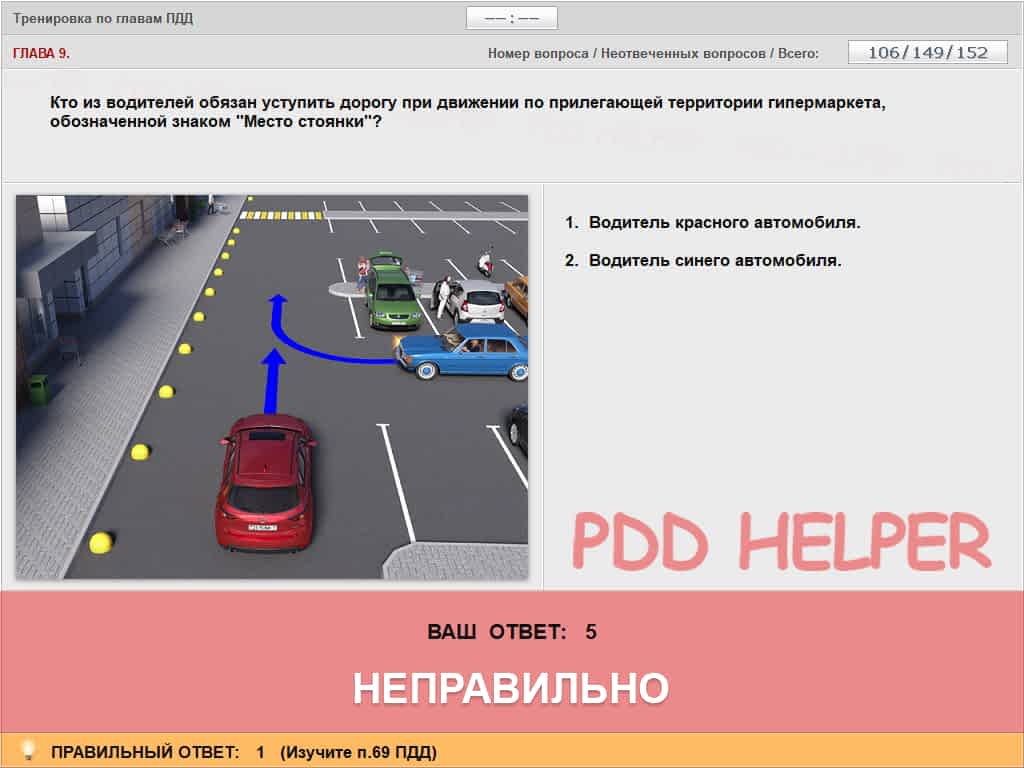 Тренировка по главам ПДД
–– : ––
ГЛАВА 9.
Номер вопроса / Неотвеченных вопросов / Всего:
106/149/152
Кто из водителей обязан уступить дорогу при движении по прилегающей территории гипермаркета,
обозначенной знаком "Место стоянки"?
1. Водитель красного автомобиля.
2. Водитель синего автомобиля.
PDD HELPER
ВАШ ОТВЕТ: 5
НЕПРАВИЛЬНО
ПРАВИЛЬНЫЙ ОТВЕТ: 1 (Изучите п.69 ПДД)